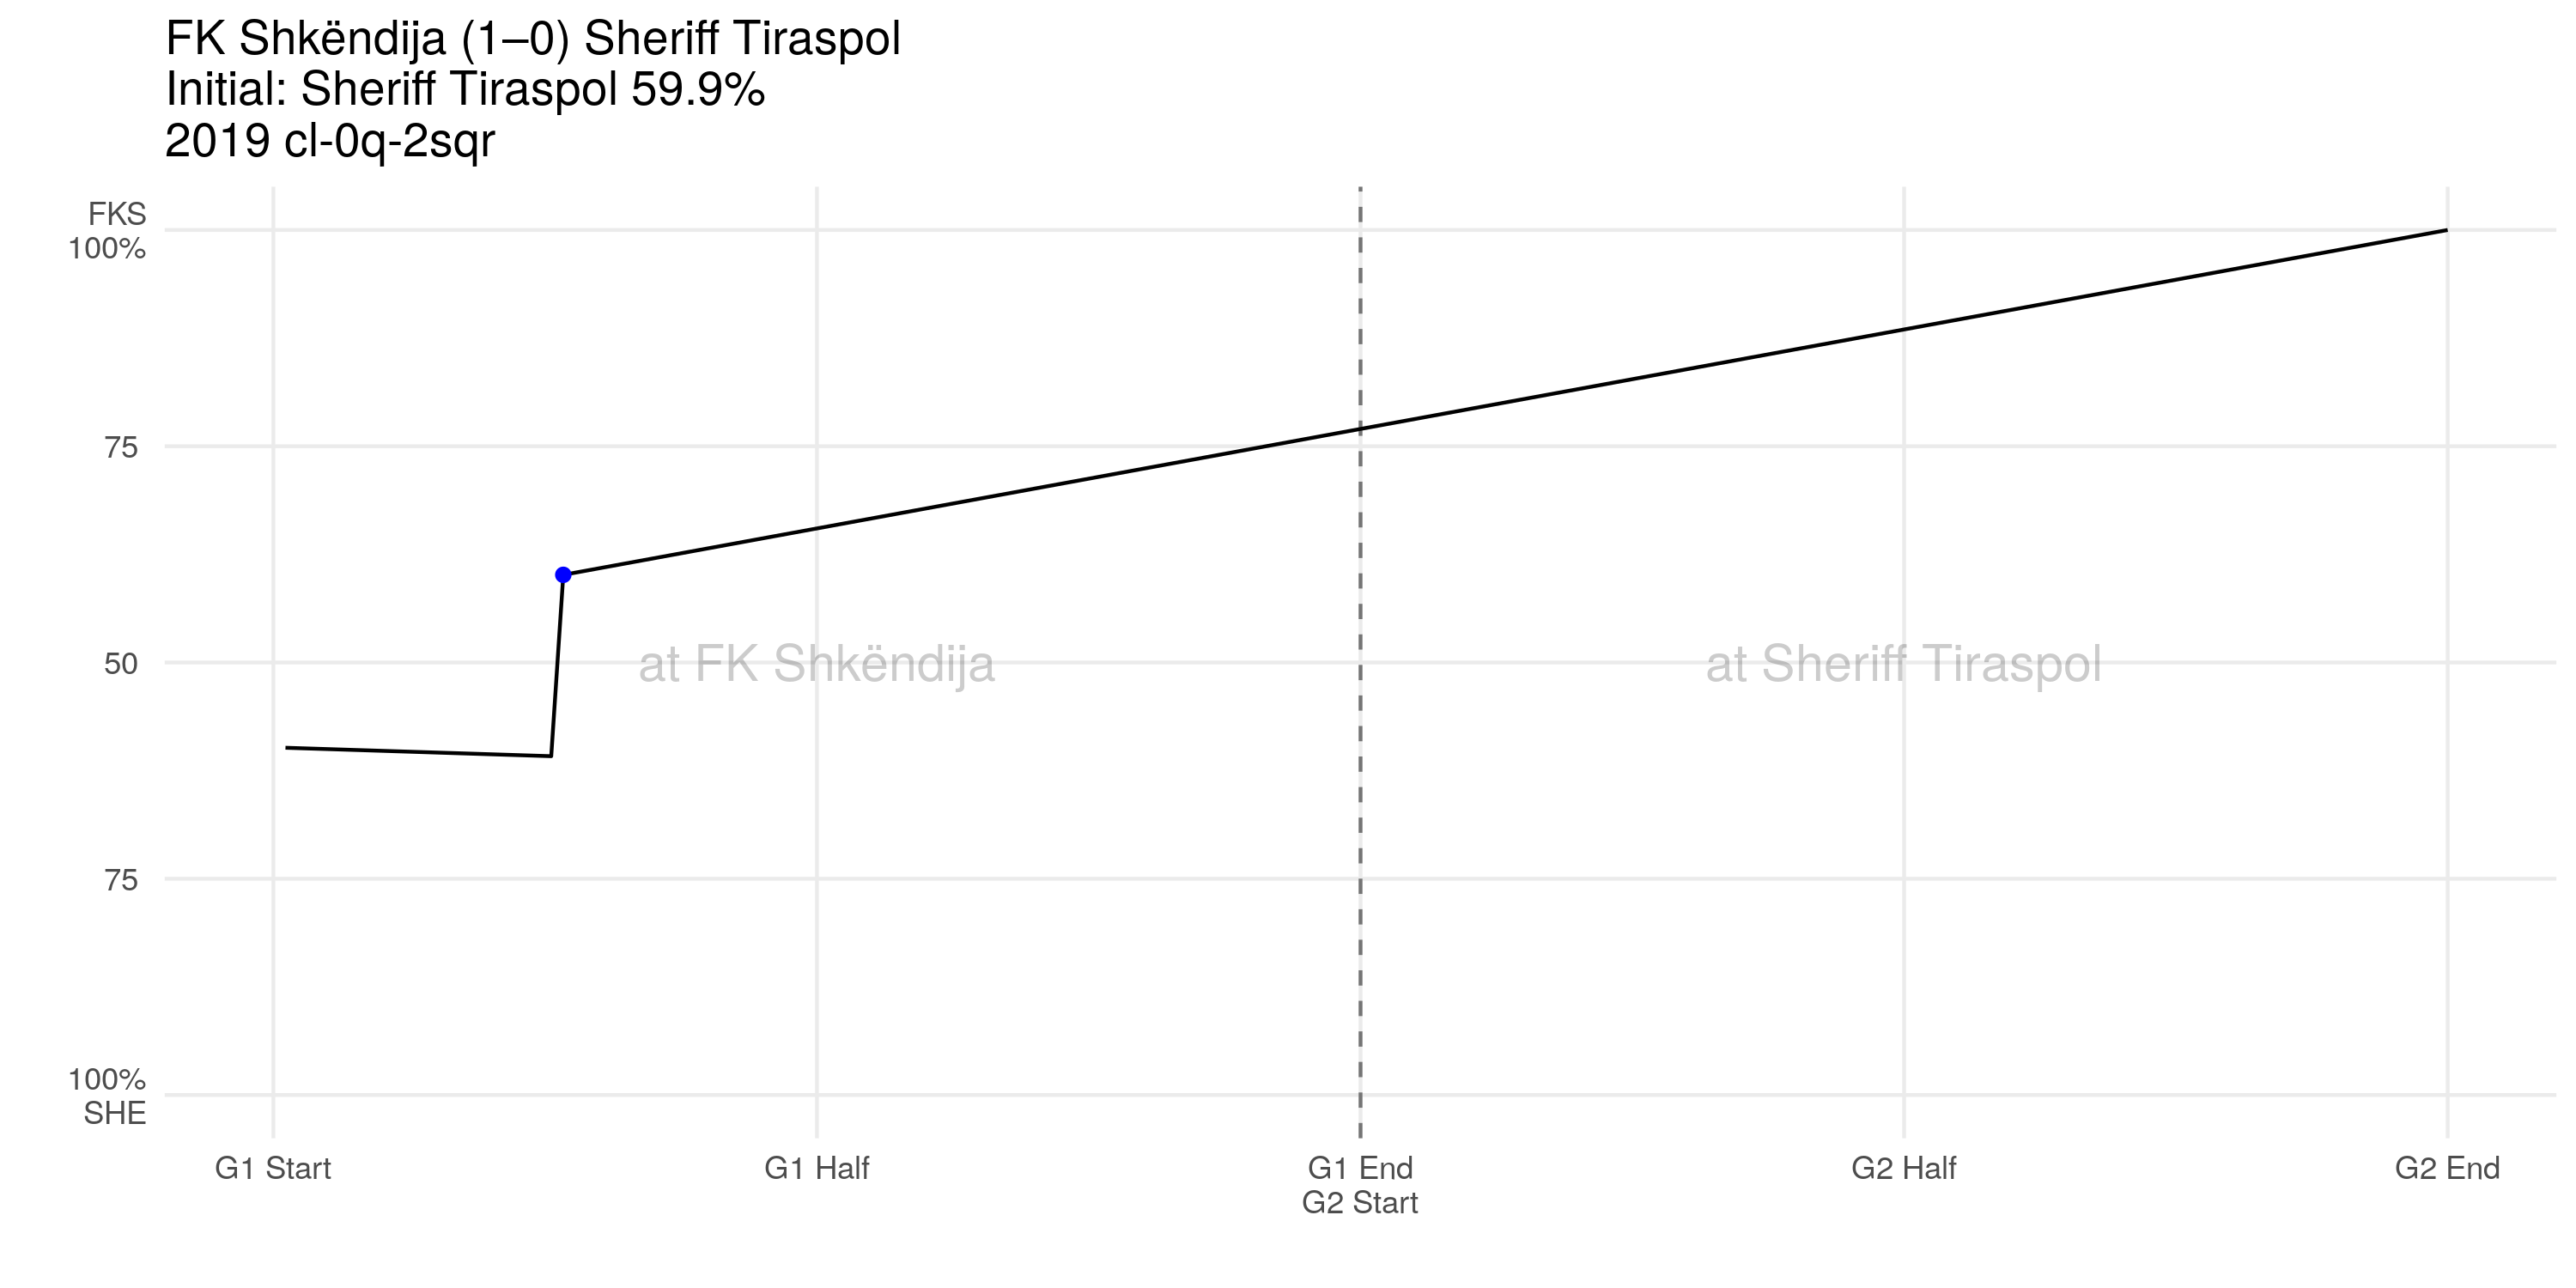 FK Shkëndija (1–0) Sheriff Tiraspol
Initial: Sheriff Tiraspol 59.9%
2019 cl-0q-2sqr
FKS
100%
75
50
75
100%
SHE
at FK Shkëndija
at Sheriff Tiraspol
G1 Start
G1 Half
G1 End
G2 Start
G2 Half
G2 End